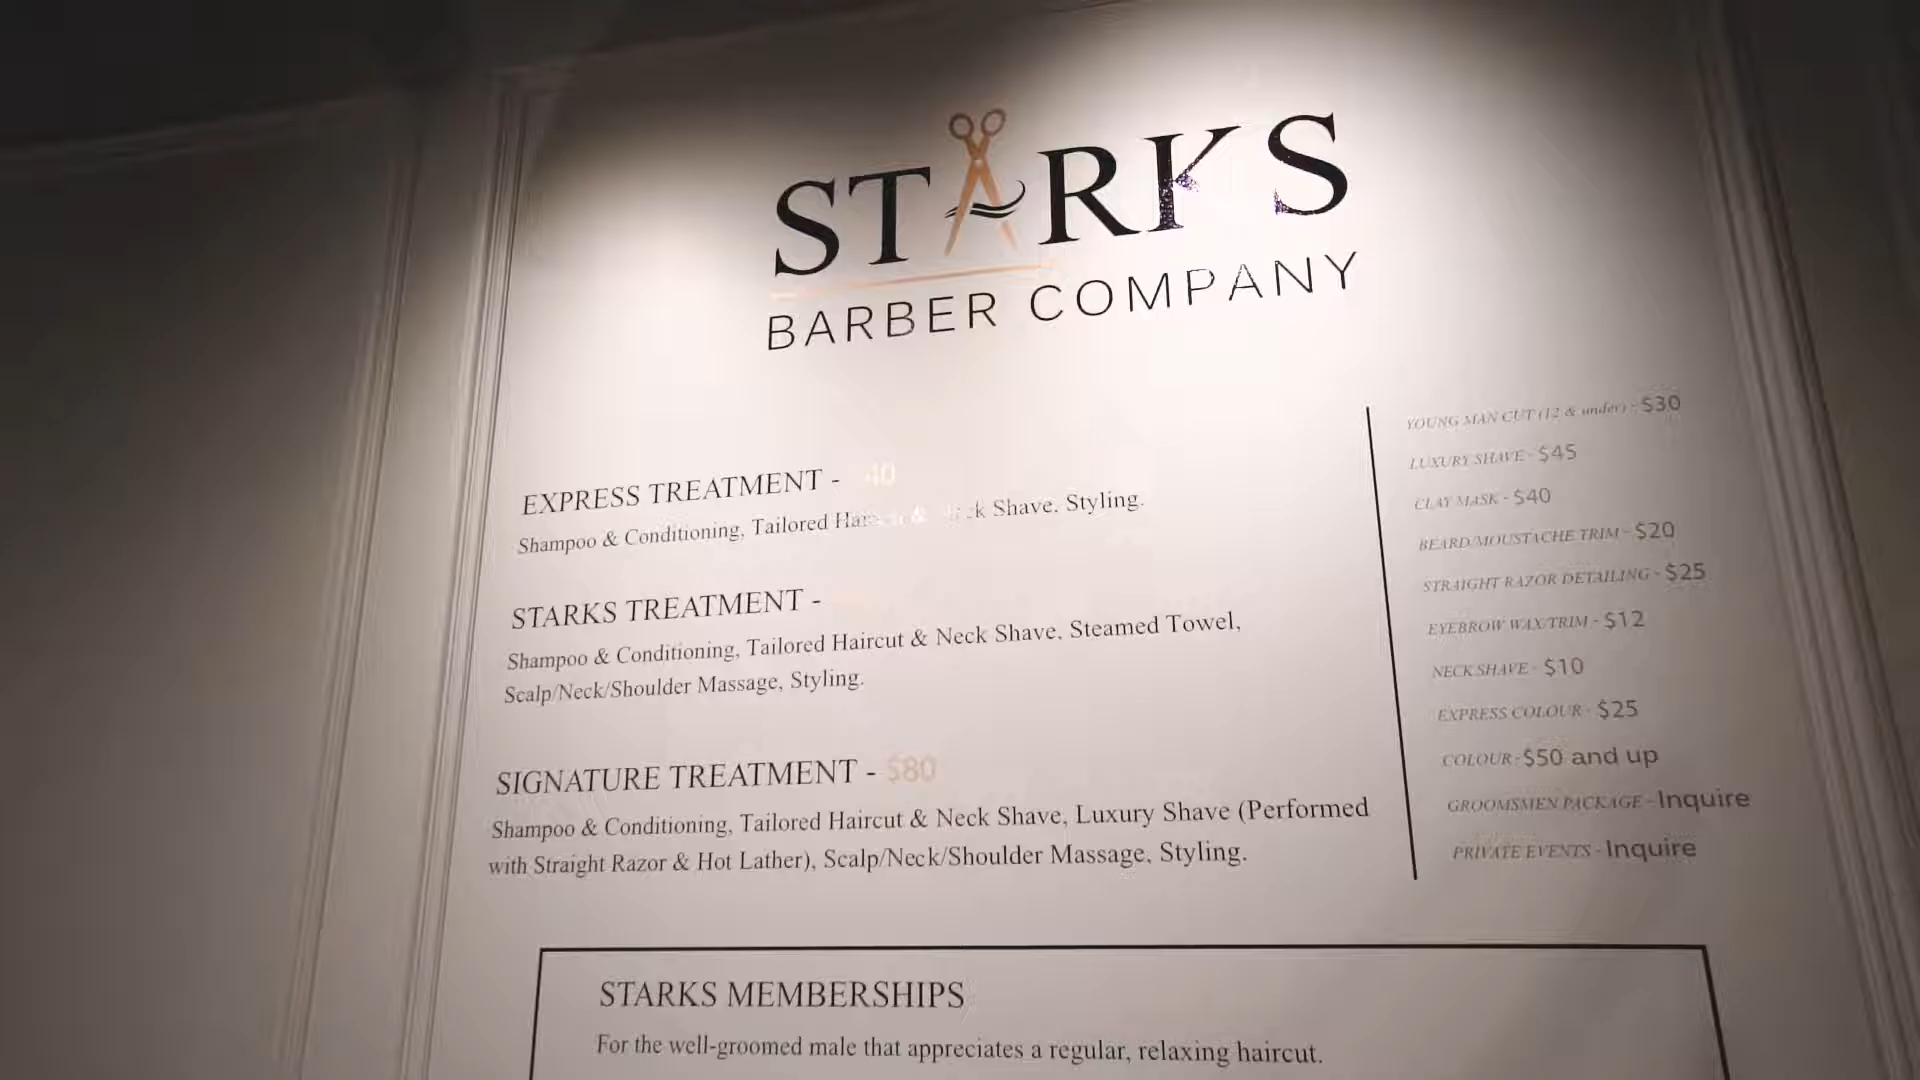 STARKS
BARBER COMPANY
EXPRESS TREATMENT - 40
Shampoo & Conditioning, Tailored & Shave, Styling.
STARKS TREATMENT -
Shampoo & Conditioning, Tailored Haircut & Neck Shave, Steamed Towel,
Scalp/Neck/Shoulder Massage, Styling.
SIGNATURE TREATMENT - $80
Shampoo & Conditioning, Tailored Haircut & Neck Shave, Luxury Shave (Performed
with Straight Razor & Hot Lather), Scalp/Neck/Shoulder Massage, Styling.
YOUNG MAN CUT (12 & under) - $30
LUXURY SHAVE - $45
CLAY MASK - $40
BEARD/MOUSTACHE TRIM - $20
STRAIGHT RAZOR DETAILING - $25
EYEBROW WAX/TRIM - $12
NECK SHAVE - $10
EXPRESS COLOUR - $25
COLOUR - $50 and up
GROOMSMEN PACKAGE - Inquire
PRIVATE EVENTS - Inquire
STARKS MEMBERSHIPS
For the well-groomed male that appreciates a regular, relaxing haircut.